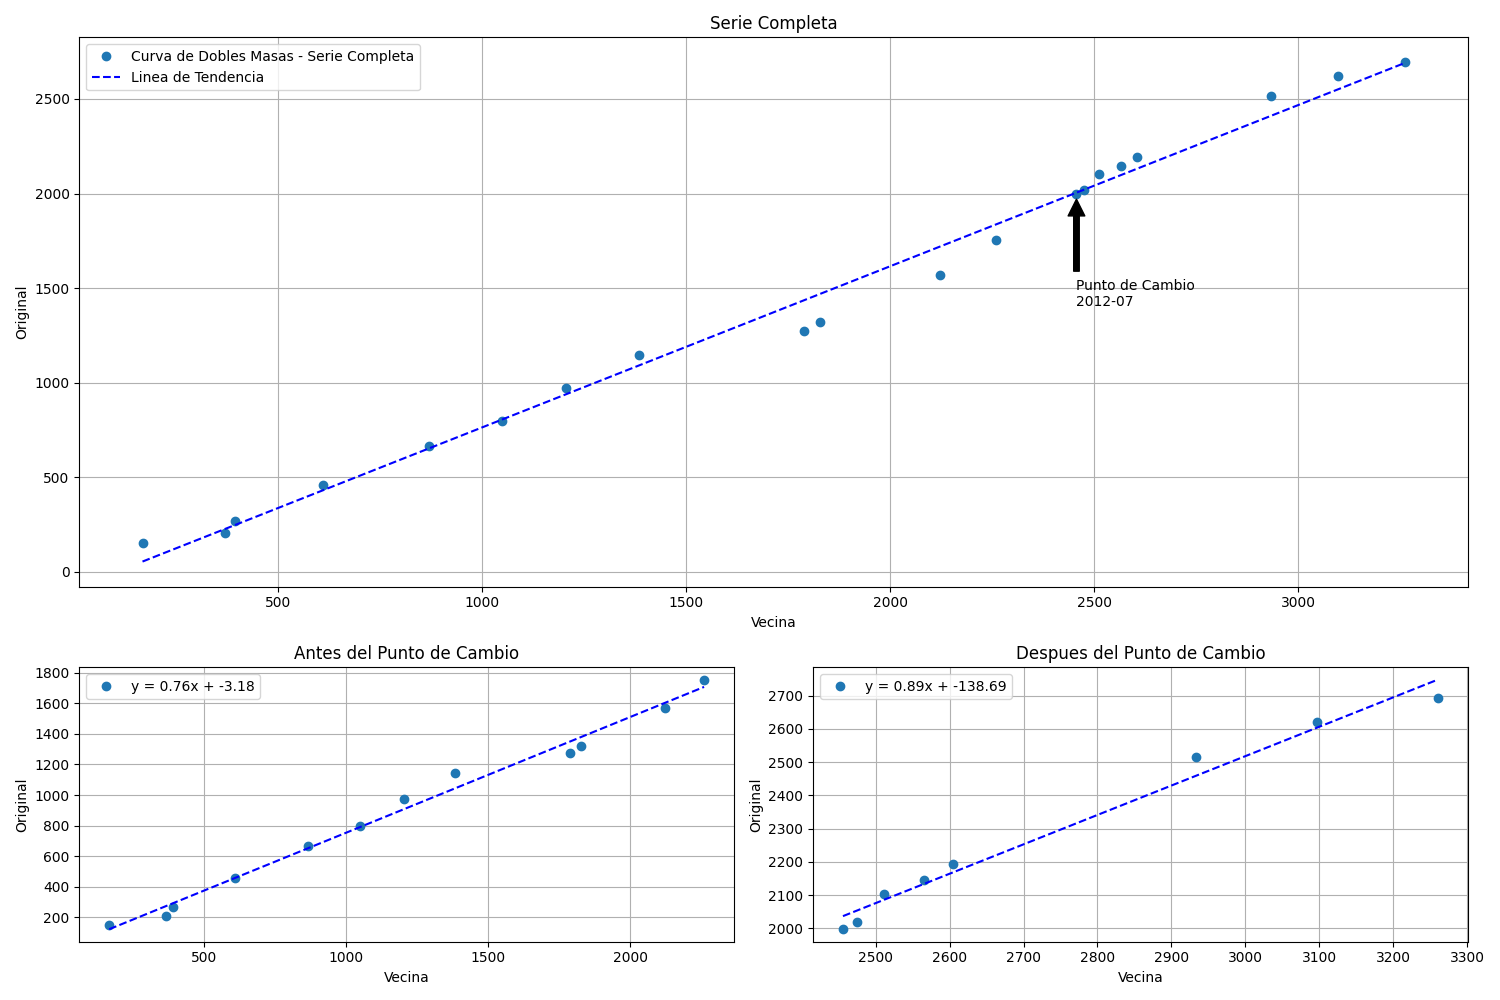 Serie Completa
Curva de Dobles Masas - Serie Completa
Linea de Tendencia
Original
2500
2000
1500
1000
500
0
Punto de Cambio
2012-07
500 1000 1500 2000 2500 3000
Vecina
Antes del Punto de Cambio
y = 0.76x + -3.18
Original
1800
1600
1400
1200
1000
800
600
400
200
500 1000 1500 2000
Vecina
Despues del Punto de Cambio
y = 0.89x + -138.69
Original
2700
2600
2500
2400
2300
2200
2100
2000
2500 2600 2700 2800 2900 3000 3100 3200 3300
Vecina